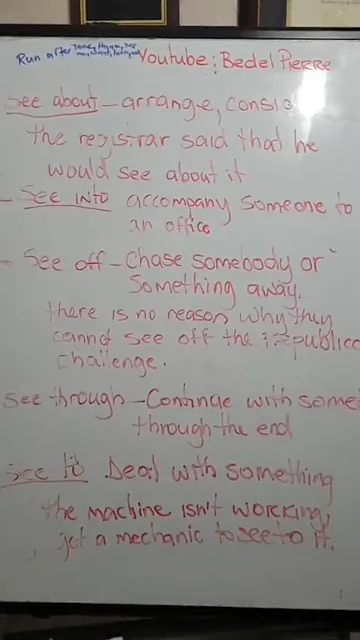 Run after
Youtube: Bedel Pierre
See about - arrange,
the registrar said that he
would see about it
- See into accompany someone to
an office
- See off - Chase somebody or
Something away.
there is no reason why they
cannot see off the republic
challenge.
See through - Continue with some
through the end
See to Deal with something
the machine isn't working,
get a mechanic to see to it.